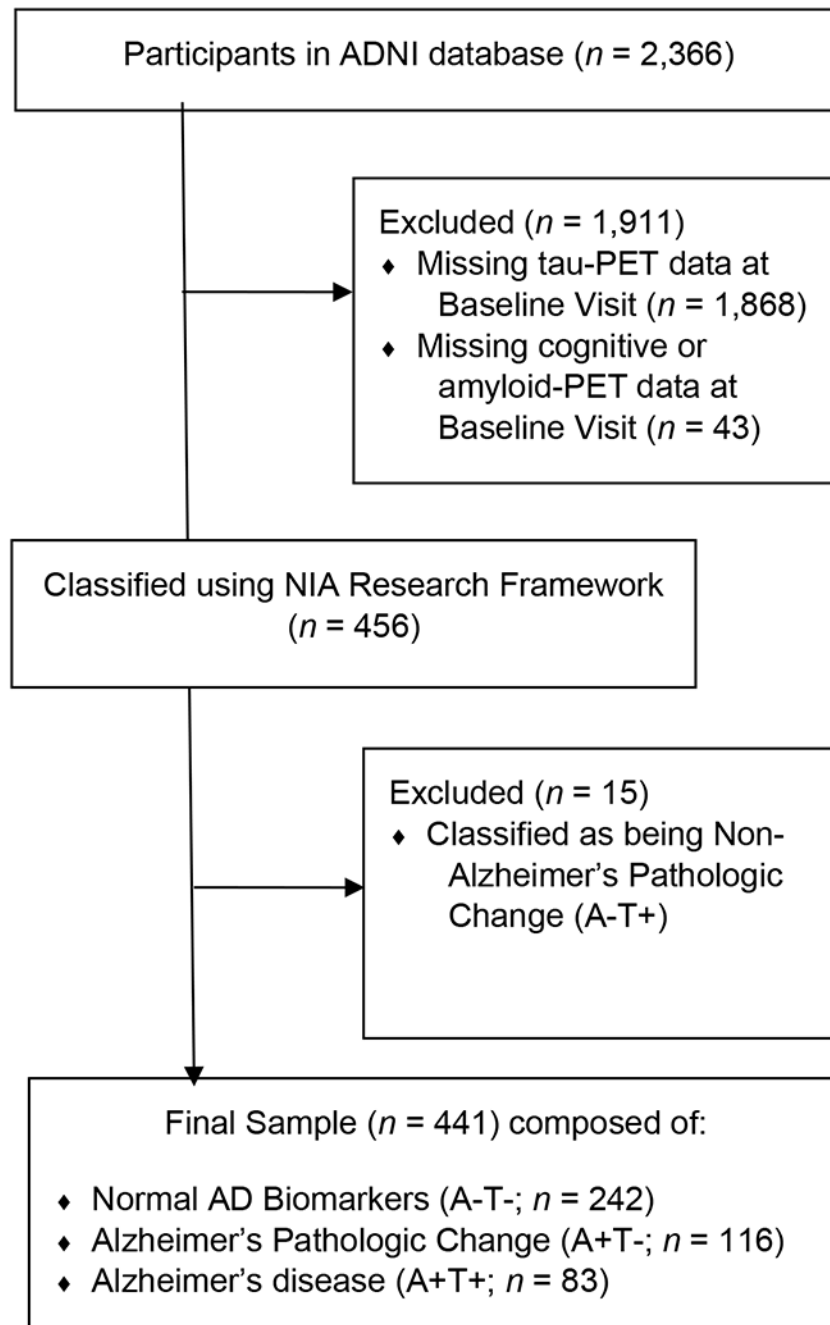 Participants in ADNI database (n = 2,366)
Excluded (n = 1,911)
♦ Missing tau-PET data at
Baseline Visit (n = 1,868)
♦ Missing cognitive or
amyloid-PET data at
Baseline Visit (n = 43)
Classified using NIA Research Framework
(n = 456)
Excluded (n = 15)
♦ Classified as being Non-
Alzheimer's Pathologic
Change (A-T+)
Final Sample (n = 441) composed of:
♦ Normal AD Biomarkers (A-T-; n = 242)
♦ Alzheimer's Pathologic Change (A+T-; n = 116)
♦ Alzheimer's disease (A+T+; n = 83)